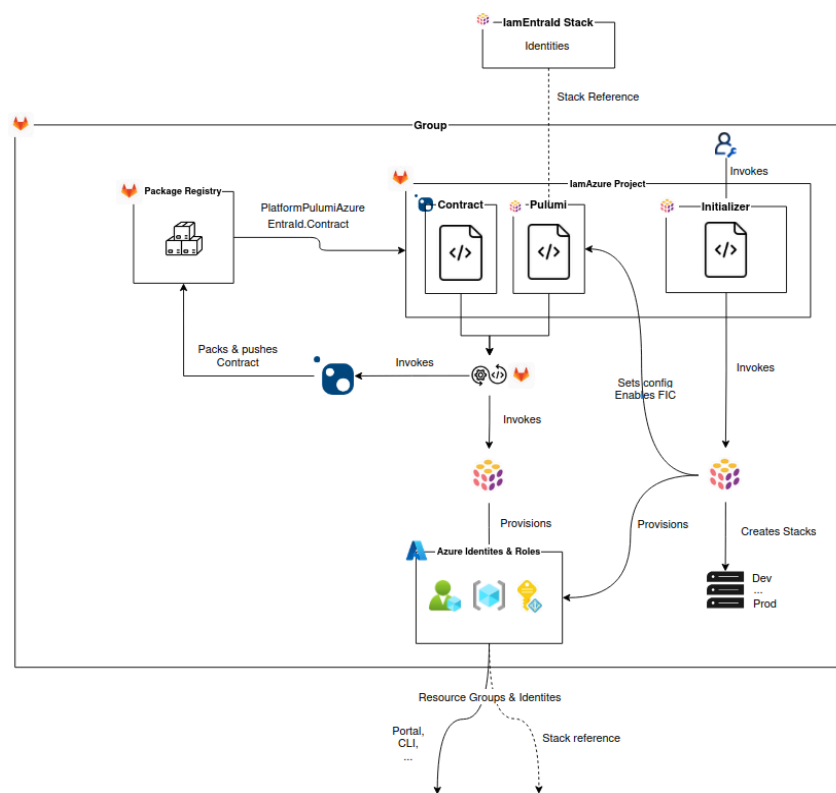 IamEntraId Stack
Identities
Stack Reference
Group
Invokes
Package Registry
IamAzure Project
PlatformPulumiAzure
EntraId.Contract
Contract
Pulumi
Initializer
Packs & pushes
Contract
Invokes
Invokes
Sets config
Enables FIC
Invokes
Provisions
Provisions
Creates Stacks
Azure Identites & Roles
Dev
...
Prod
Resource Groups & Identites
Portal,
CLI,
...
Stack reference